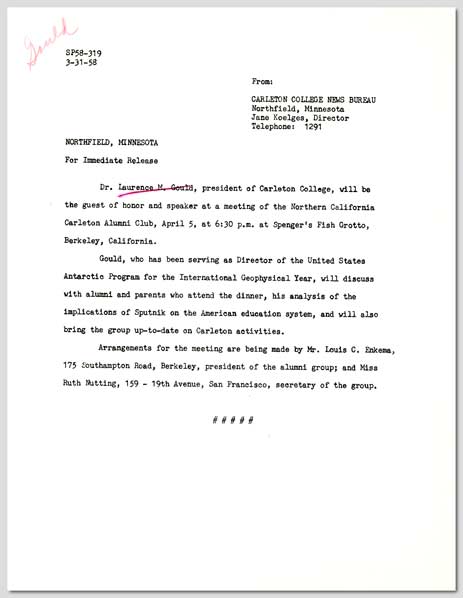 Gould
SP58-319
3-31-58
From:
CARLETON COLLEGE NEWS BUREAU
Northfield, Minnesota
Jane Koelges, Director
Telephone: 1291
NORTHFIELD, MINNESOTA
For Immediate Release
Dr. Laurence M. Gould, president of Carleton College, will be
the guest of honor and speaker at a meeting of the Northern California
Carleton Alumni Club, April 5, at 6:30 p.m. at Spenger's Fish Grotto,
Berkeley, California.
Gould, who has been serving as Director of the United States
Antarctic Program for the International Geophysical Year, will discuss
with alumni and parents who attend the dinner, his analysis of the
implications of Sputnik on the American education system, and will also
bring the group up-to-date on Carleton activities.
Arrangements for the meeting are being made by Mr. Louis C. Enkema,
175 Southampton Road, Berkeley, president of the alumni group; and Miss
Ruth Nutting, 159 - 19th Avenue, San Francisco, secretary of the group.
# # # # #